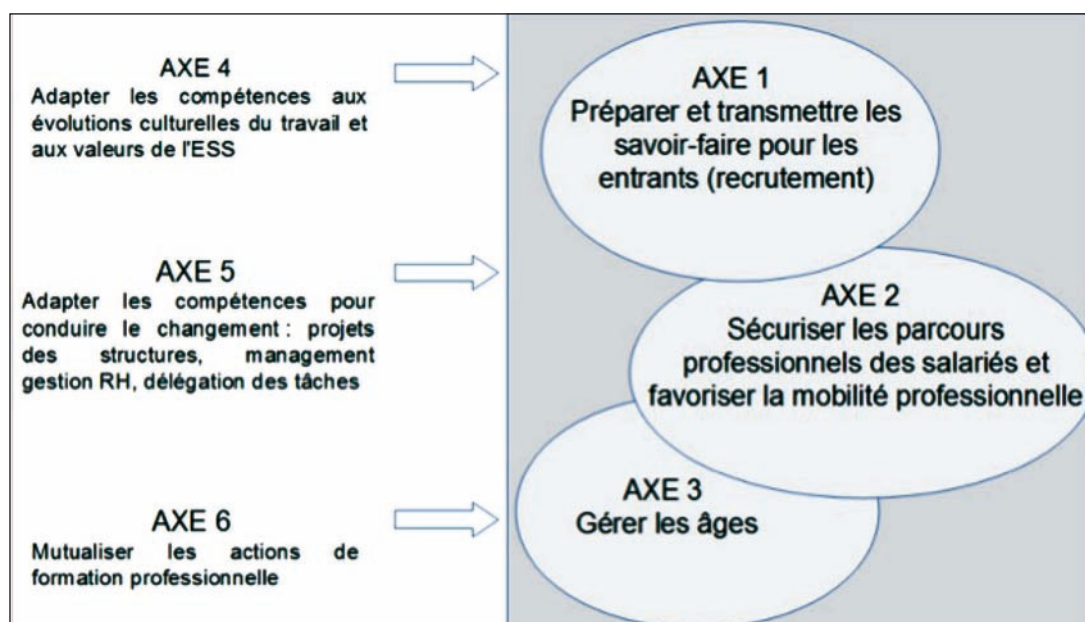 AXE 4
Adapter les compétences aux
évolutions culturelles du travail et
aux valeurs de l'ESS
AXE 5
Adapter les compétences pour
conduire le changement : projets
des structures, management
gestion RH, délégation des tâches
AXE 6
Mutualiser les actions de
formation professionnelle
AXE 1
Préparer et transmettre les
savoir-faire pour les
entrants (recrutement)
AXE 2
Sécuriser les parcours
professionnels des salariés et
favoriser la mobilité professionnelle
AXE 3
Gérer les âges